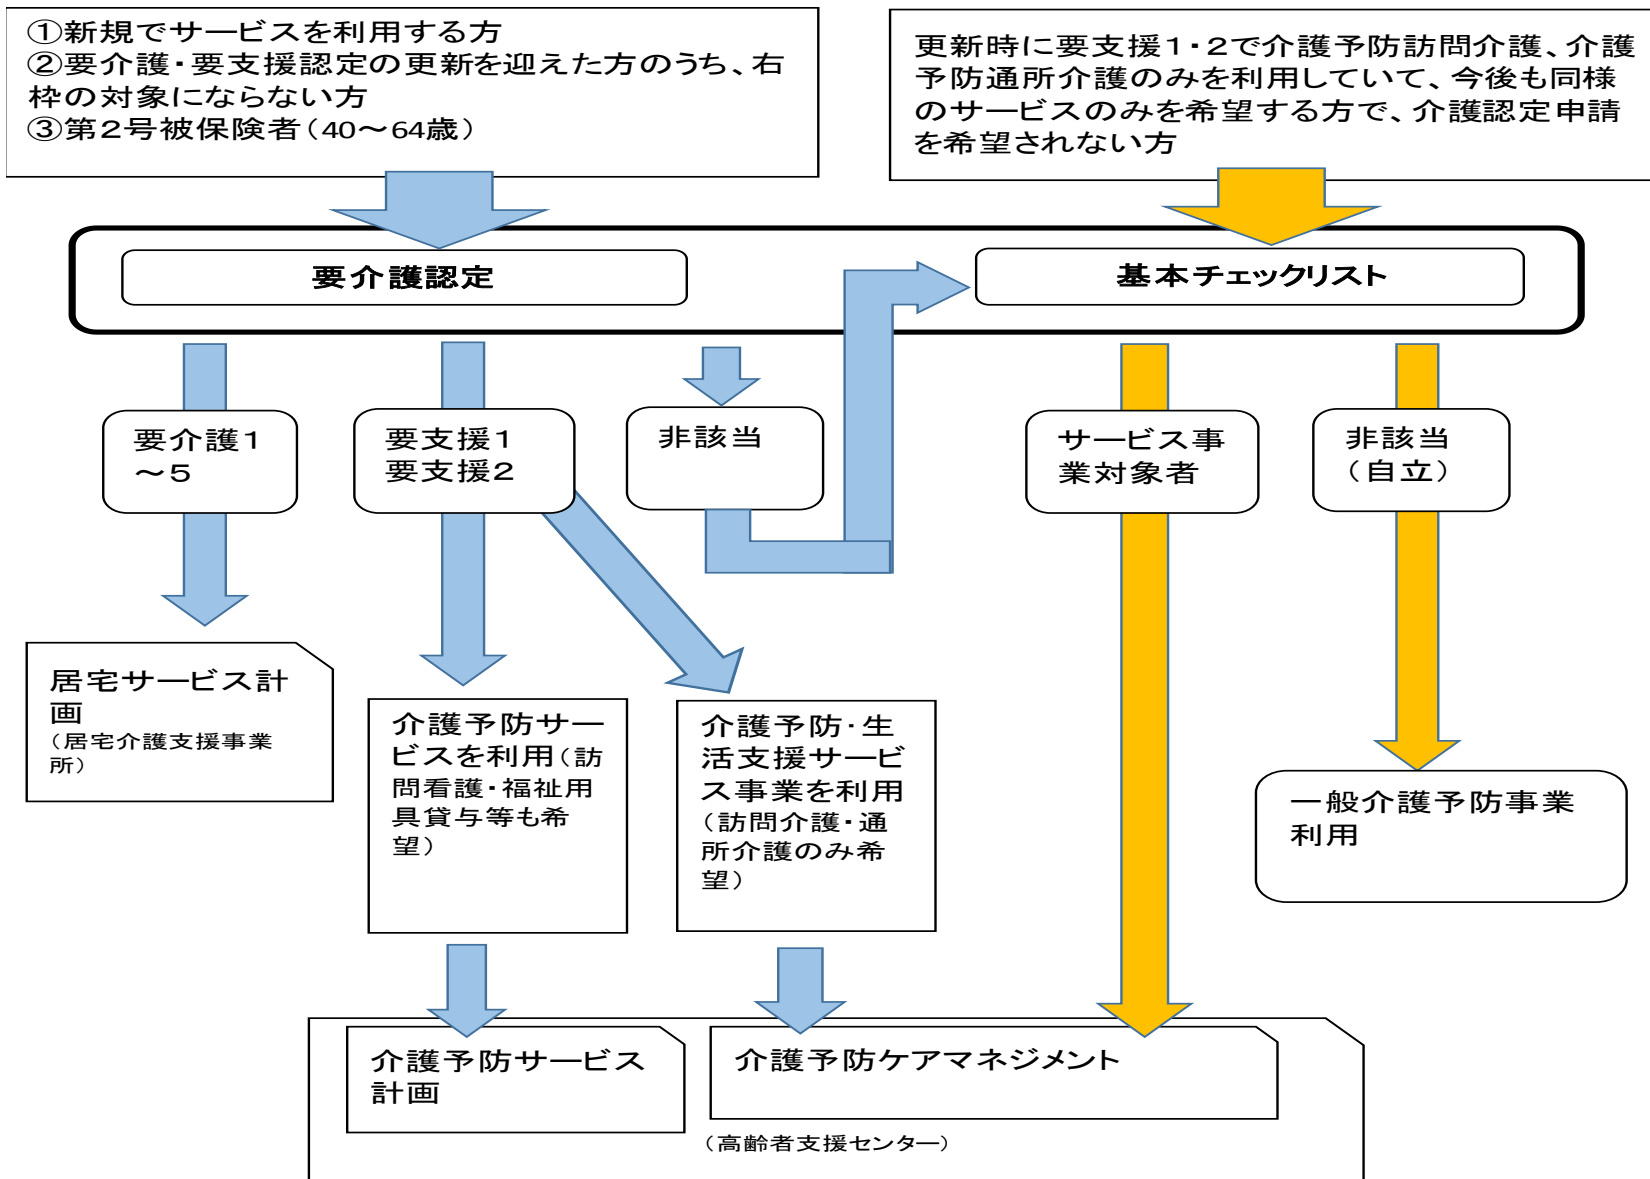 ①新規でサービスを利用する方
②要介護・要支援認定の更新を迎えた方のうち、右
枠の対象にならない方
③第2号被保険者（40～64歳）
更新時に要支援1・2で介護予防訪問介護、介護
予防通所介護のみを利用していて、今後も同様
のサービスのみを希望する方で、介護認定申請
を希望されない方
要介護認定
基本チェックリスト
要介護1
～5
要支援1
要支援2
非該当
サービス事
業対象者
非該当
（自立）
居宅サービス計
画
（居宅介護支援事業
所）
介護予防サー
ビスを利用（訪
問看護・福祉用
具貸与等も希
望）
介護予防・生
活支援サービ
ス事業を利用
（訪問介護・通
所介護のみ希
望）
一般介護予防事業
利用
介護予防サービス
計画
介護予防ケアマネジメント
（高齢者支援センター）